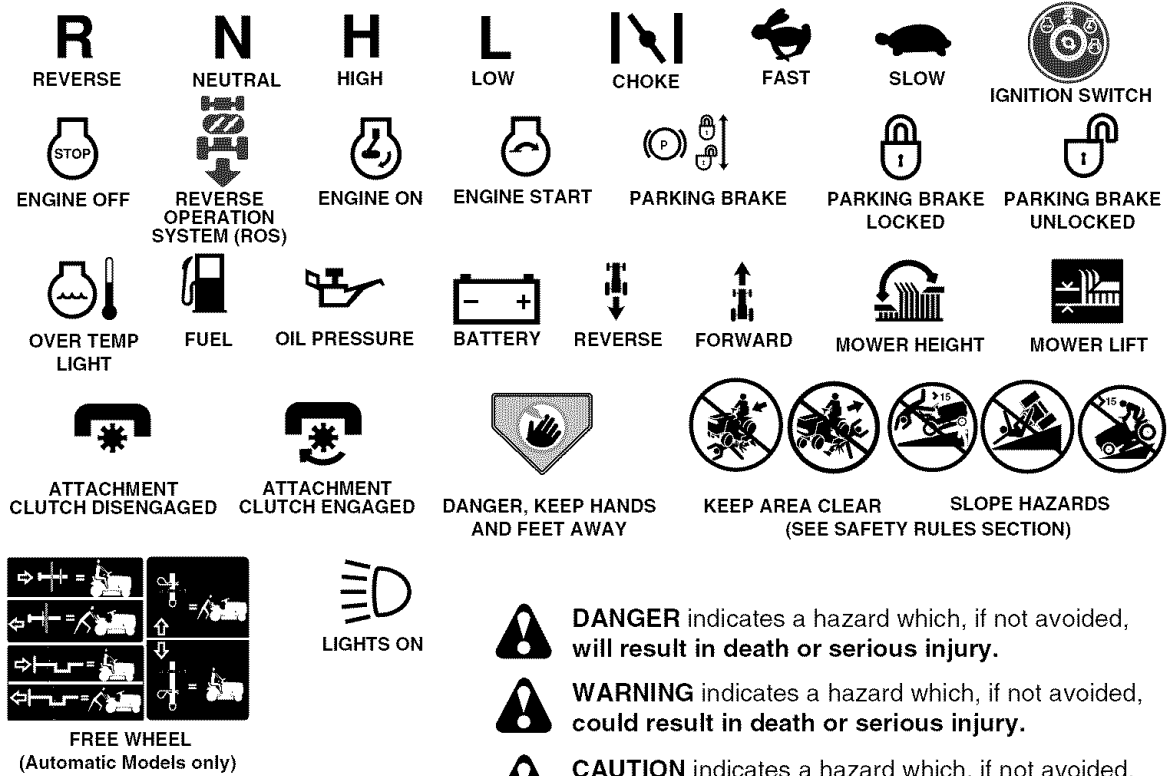 R N H L
REVERSE NEUTRAL HIGH LOW CHOKE FAST SLOW IGNITION SWITCH
STOP P
ENGINE OFF REVERSE OPERATION SYSTEM (ROS) ENGINE ON ENGINE START PARKING BRAKE PARKING BRAKE LOCKED PARKING BRAKE UNLOCKED
- +
OVER TEMP LIGHT FUEL OIL PRESSURE BATTERY REVERSE FORWARD MOWER HEIGHT MOWER LIFT
>15 >15
ATTACHMENT CLUTCH DISENGAGED
ATTACHMENT CLUTCH ENGAGED
DANGER, KEEP HANDS
AND FEET AWAY
KEEP AREA CLEAR SLOPE HAZARDS
(SEE SAFETY RULES SECTION)
FREE WHEEL
(Automatic Models only)
LIGHTS ON
DANGER indicates a hazard which, if not avoided,
will result in death or serious injury.
WARNING indicates a hazard which, if not avoided,
could result in death or serious injury.
CAUTION indicates a hazard which, if not avoided,